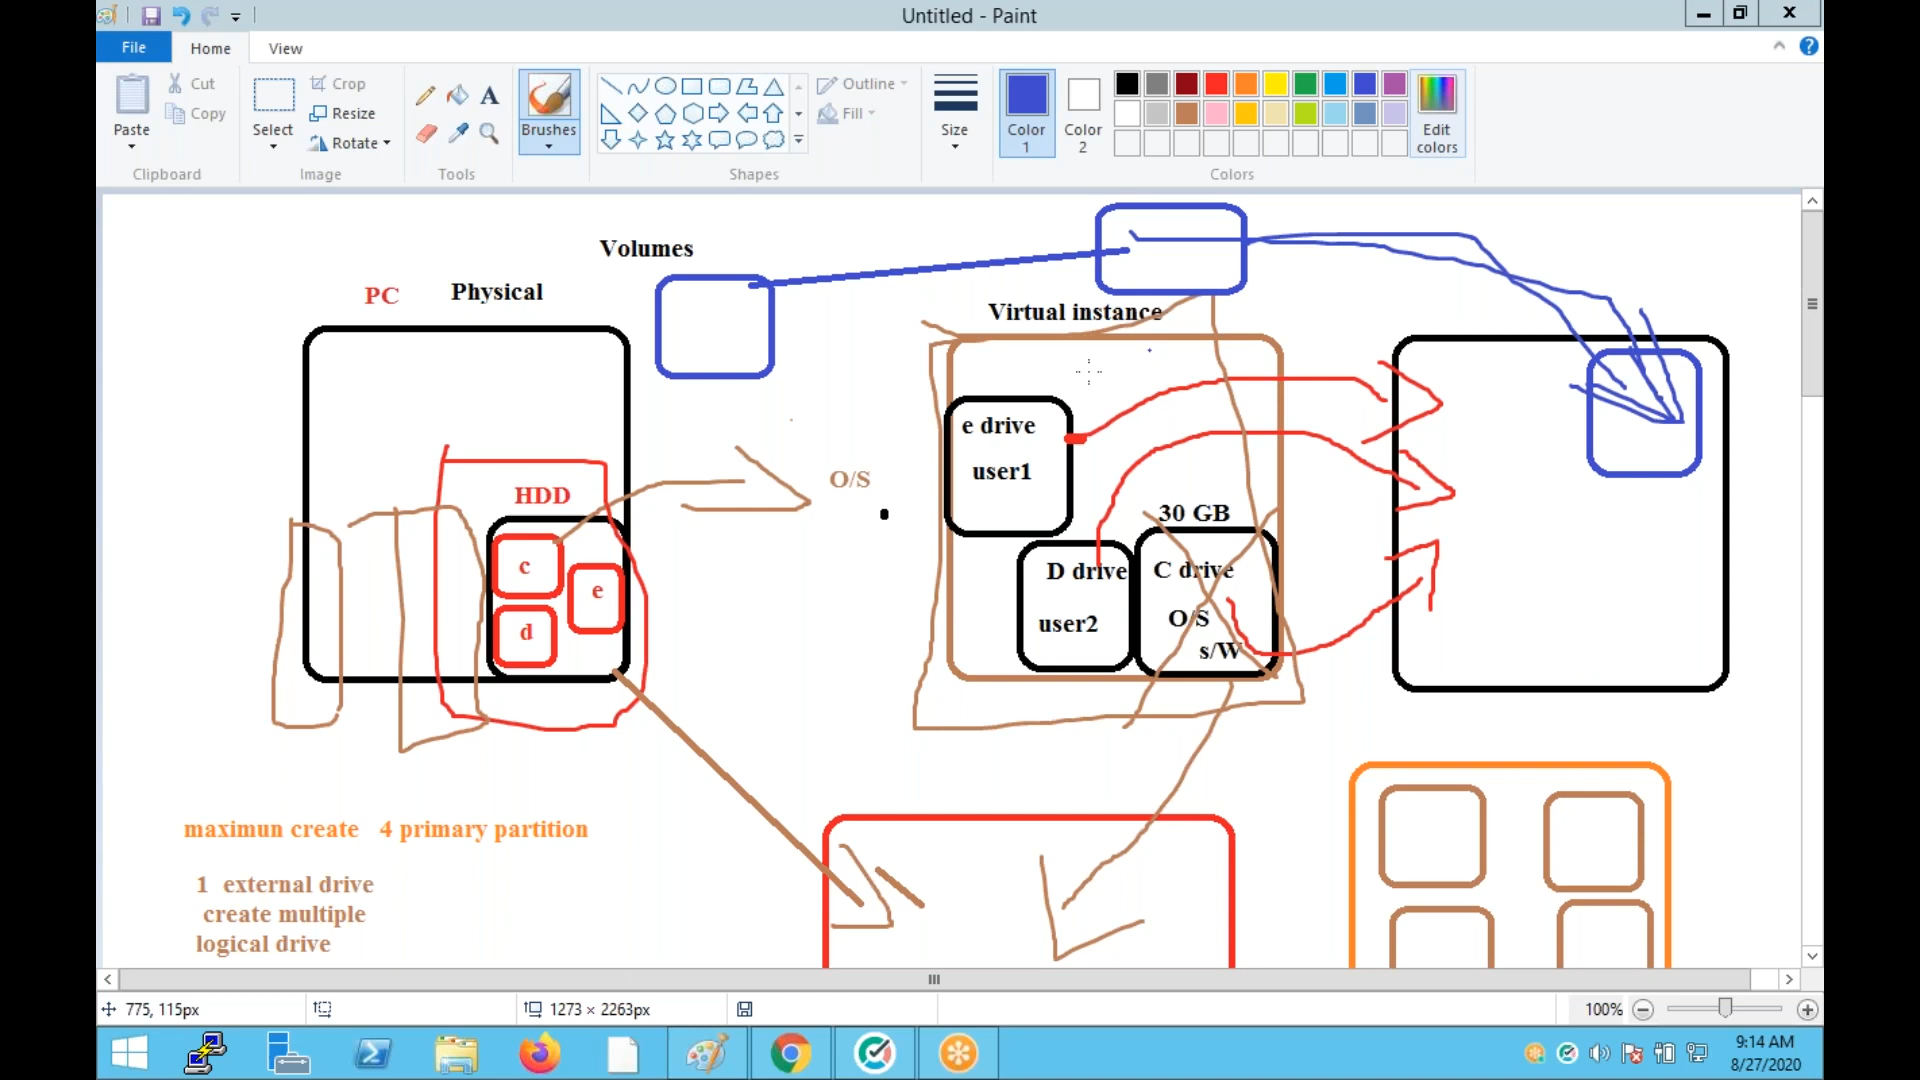 Untitled - Paint
File
Home
View
Cut
Crop
Outline
Copy
Resize
Fill
Paste
Select
Rotate
Brushes
Size
Color
1
Color
2
Edit
colors
Clipboard
Image
Tools
Shapes
Colors
Volumes
PC
Physical
Virtual instance
e drive
user1
O/S
HDD
30 GB
c
e
d
D drive
user2
C drive
O/S
s/W
maximun create 4 primary partition
1 external drive
create multiple
logical drive
775, 115px
1273 × 2263px
100%
9:14 AM
8/27/2020